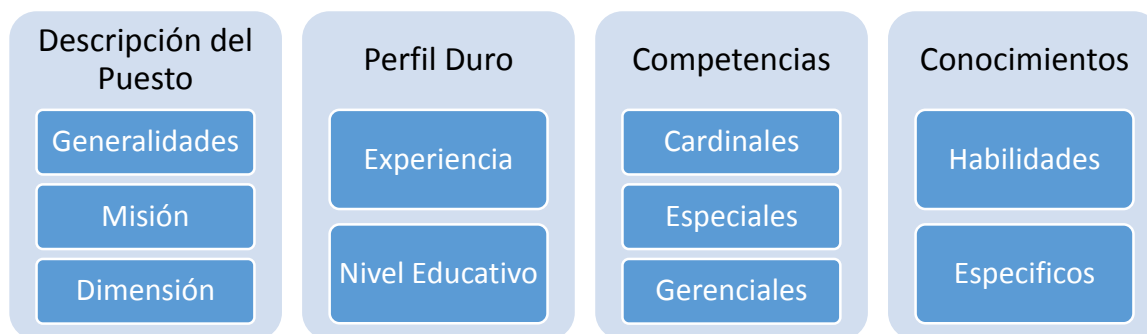 Descripción del
Puesto
Generalidades
Misión
Dimensión
Perfil Duro
Experiencia
Nivel Educativo
Competencias
Cardinales
Especiales
Gerenciales
Conocimientos
Habilidades
Especificos